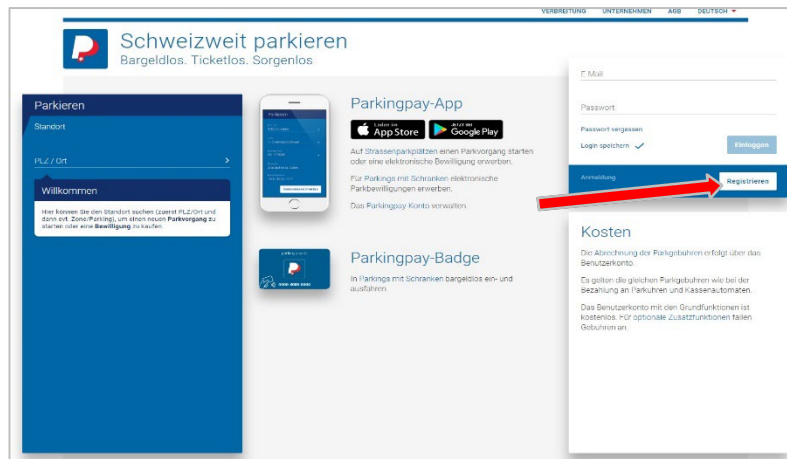 VERBREITUNG UNTERNEHMEN AGB DEUTSCH
Schweizweit parkieren
Bargeldlos. Ticketlos. Sorgenlos
Parkieren
Standort
PLZ / Ort
Willkommen
Hier können Sie den Standort suchen (zuerst PLZ/Ort und
dann evt. Zone/Parking), um einen neuen Parkvorgang zu
starten oder eine Bewilligung zu kaufen.
Parkingpay-App
Laden im
App Store
JETZT BEI
Google Play
Auf Strassenparkplätzen einen Parkvorgang starten
oder eine elektronische Bewilligung erwerben.
Für Parkings mit Schranken elektronische
Parkbewilligungen erwerben.
Das Parkingpay Konto verwalten.
Parkingpay-Badge
In Parkings mit Schranken bargeldlos ein- und
ausfahren.
E-Mail
Passwort
Passwort vergessen
Login speichern
Einloggen
Anmeldung
Registrieren
Kosten
Die Abrechnung der Parkgebühren erfolgt über das
Benutzerkonto.
Es gelten die gleichen Parkgebühren wie bei der
Bezahlung an Parkuhren und Kassenautomaten.
Das Benutzerkonto mit den Grundfunktionen ist
kostenlos. Für optionale Zusatzfunktionen fallen
Gebühren an.